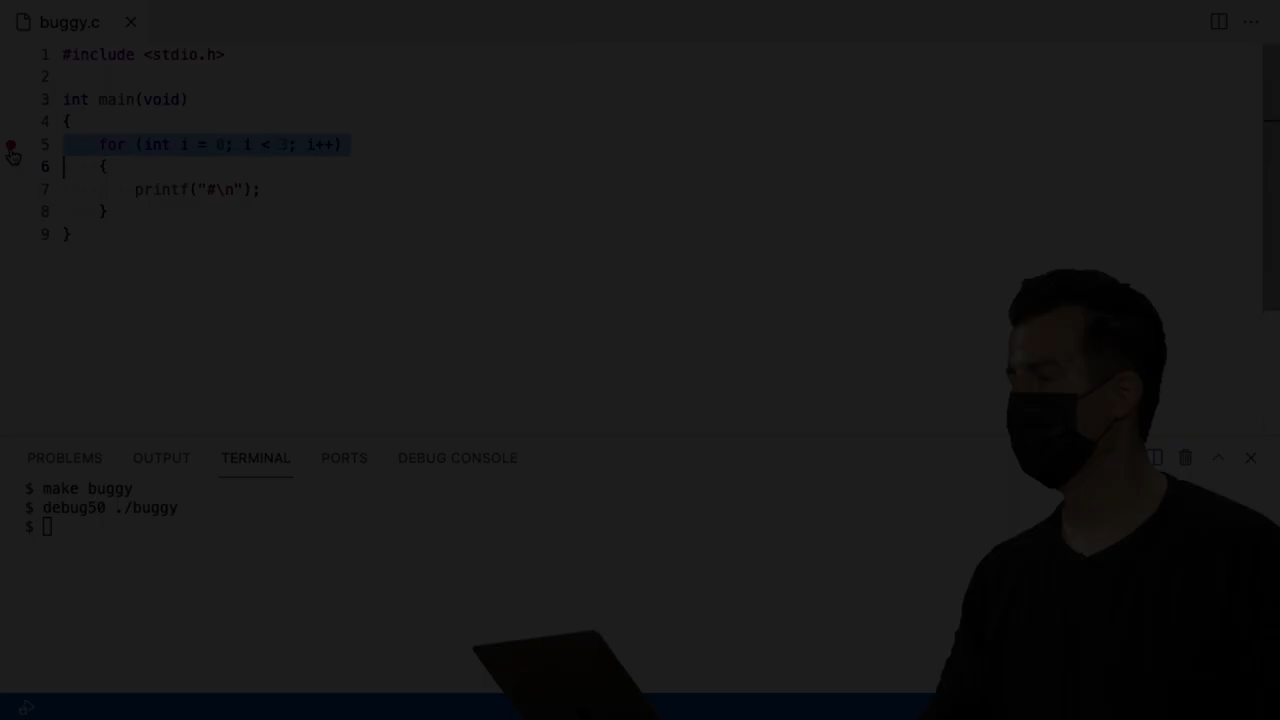 buggy.c
1 #include <stdio.h>
2
3 int main(void)
4 {
5 for (int i = 0; i < 3; i++)
6 {
7 printf("#\n");
8 }
9 }
PROBLEMS OUTPUT TERMINAL PORTS DEBUG CONSOLE
$ make buggy
$ debug50 ./buggy
$